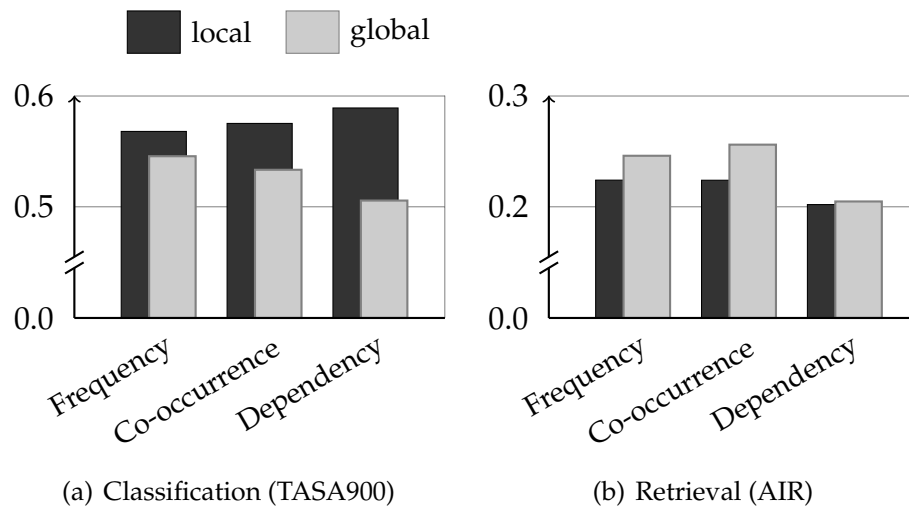 local global
0.6
0.5
0.0
Frequency
Co-occurrence
Dependency
(a) Classification (TASA900)
0.3
0.2
0.0
Frequency
Co-occurrence
Dependency
(b) Retrieval (AIR)